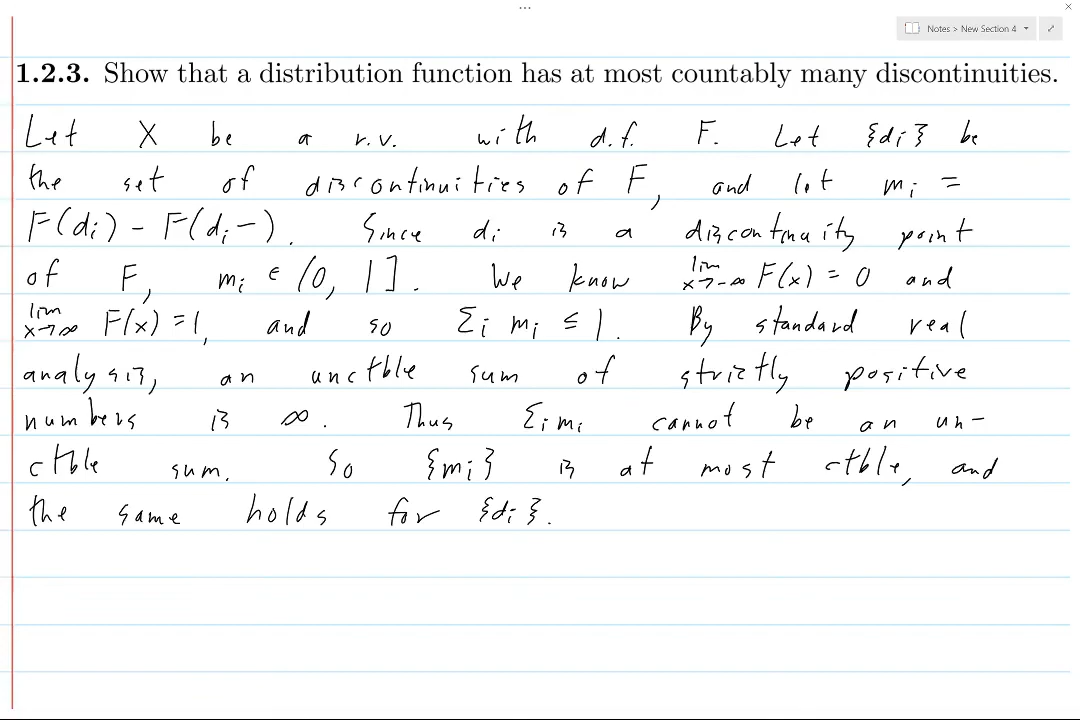 Notes > New Section 4
1.2.3. Show that a distribution function has at most countably many discontinuities.
Let X be a r.v. with d.f. F. Let {di} be
the set of discontinuities of F, and let mi =
F(di) - F(di-). Since di is a discontinuity point
of F, mi ∈ (0, 1]. We know lim x→-∞ F(x) = 0 and
lim x→∞ F(x) = 1, and so Σi mi ≤ 1. By standard real
analysis, an unctble sum of strictly positive
numbers is ∞. Thus Σi mi cannot be an un-
ctble sum. So {mi} is at most ctble, and
the same holds for {di}.